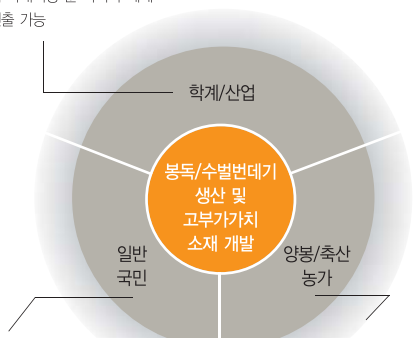 가능
학계/산업
봉독/수벌번데기
생산 및
고부가가치
소재 개발
일반
국민
양봉/축산
농가